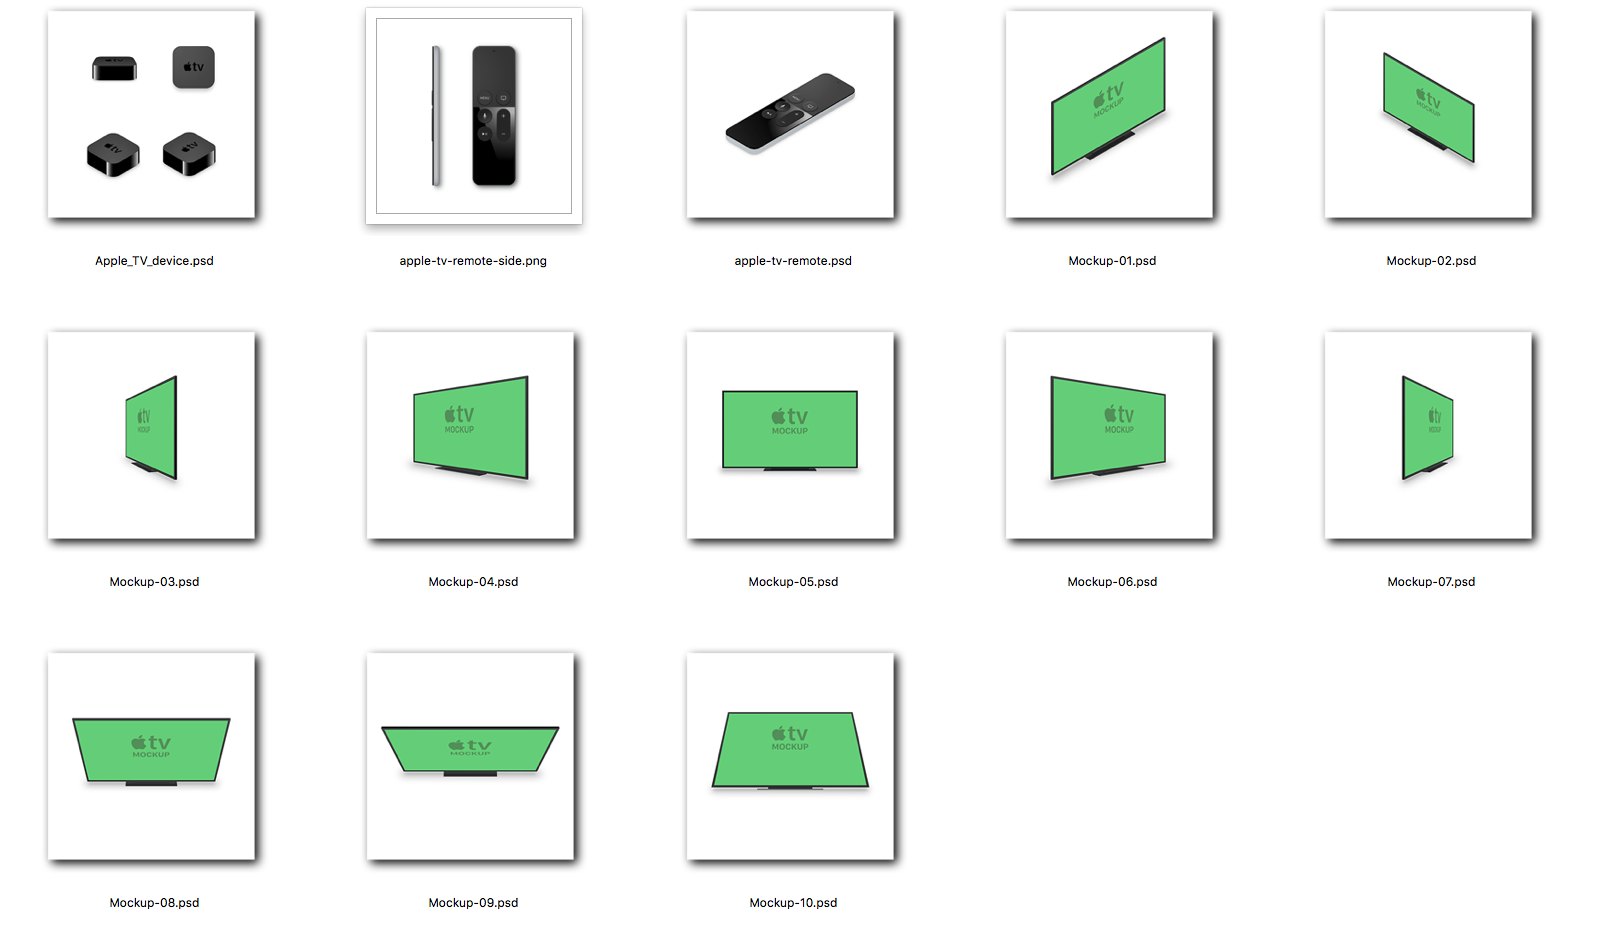 tv
tv
tv
MENU
Apple_TV_device.psd
apple-tv-remote-side.png
apple-tv-remote.psd
tv
MOCKUP
Mockup-01.psd
tv
MOCKUP
Mockup-02.psd
tv
MOCKUP
Mockup-03.psd
tv
MOCKUP
Mockup-04.psd
tv
MOCKUP
Mockup-05.psd
tv
MOCKUP
Mockup-06.psd
tv
MOCKUP
Mockup-07.psd
tv
MOCKUP
Mockup-08.psd
tv
MOCKUP
Mockup-09.psd
tv
MOCKUP
Mockup-10.psd